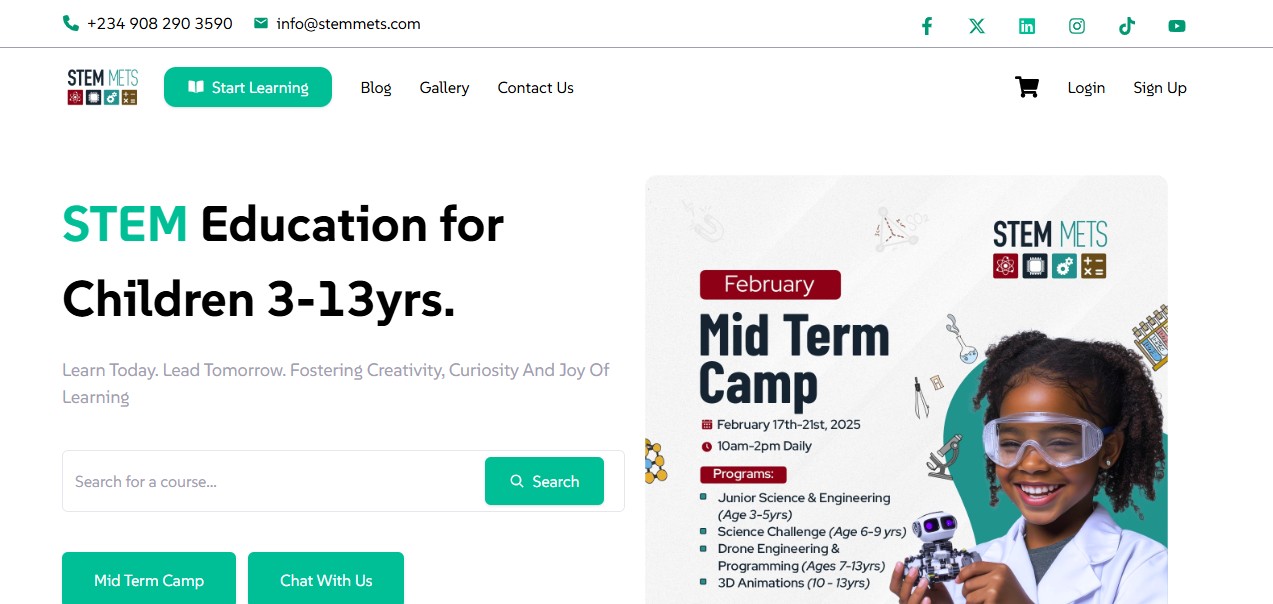 +234 908 290 3590
info@stemmets.com
STEM METS
Start Learning
Blog
Gallery
Contact Us
Login
Sign Up
STEM Education for
Children 3-13yrs.
Learn Today. Lead Tomorrow. Fostering Creativity, Curiosity And Joy Of
Learning
Search for a course...
Search
Mid Term Camp
Chat With Us
STEM METS
February
Mid Term
Camp
February 17th-21st, 2025
10am-2pm Daily
Programs:
Junior Science & Engineering
(Age 3-5yrs)
Science Challenge (Age 6-9 yrs)
Drone Engineering &
Programming (Ages 7-13yrs)
3D Animations (10 - 13yrs)
SO2